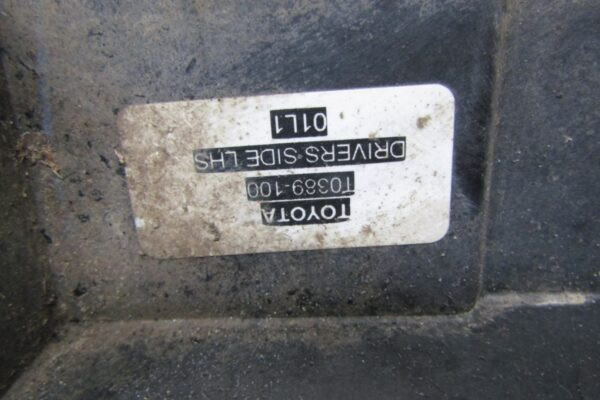 TOYOTA
T0389-100
DRIVERS SIDE LHS
01L1